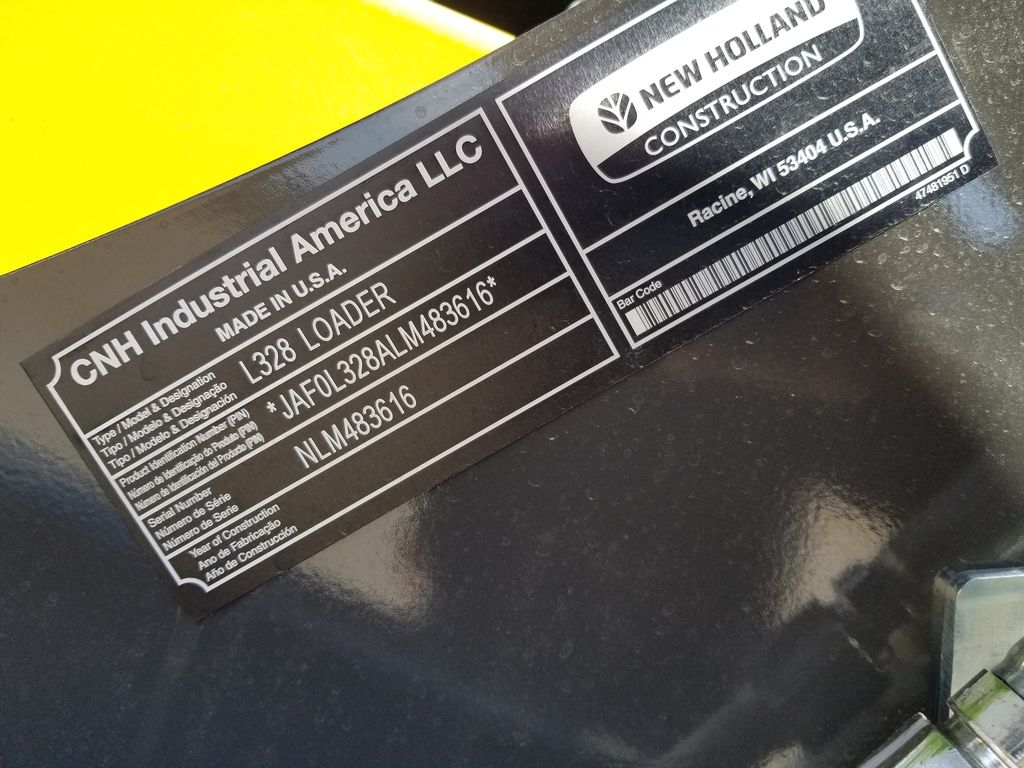 CNH Industrial America LLC
MADE IN U.S.A.
Type / Model & Designation
Tipo / Modelo & Designação
Tipo / Modelo & Designación
L328 LOADER
Product Identification Number (PIN)
Número de Identificação do Produto (PIN)
Número de Identificación del Producto (PIN)
*JAF0L328ALM483616*
Serial Number
Número de Série
Número de Serie
NLM483616
Year of Construction
Ano de Fabricação
Año de Construcción
NEW HOLLAND
CONSTRUCTION
Racine, WI 53404 U.S.A.
Bar Code
47481951 D